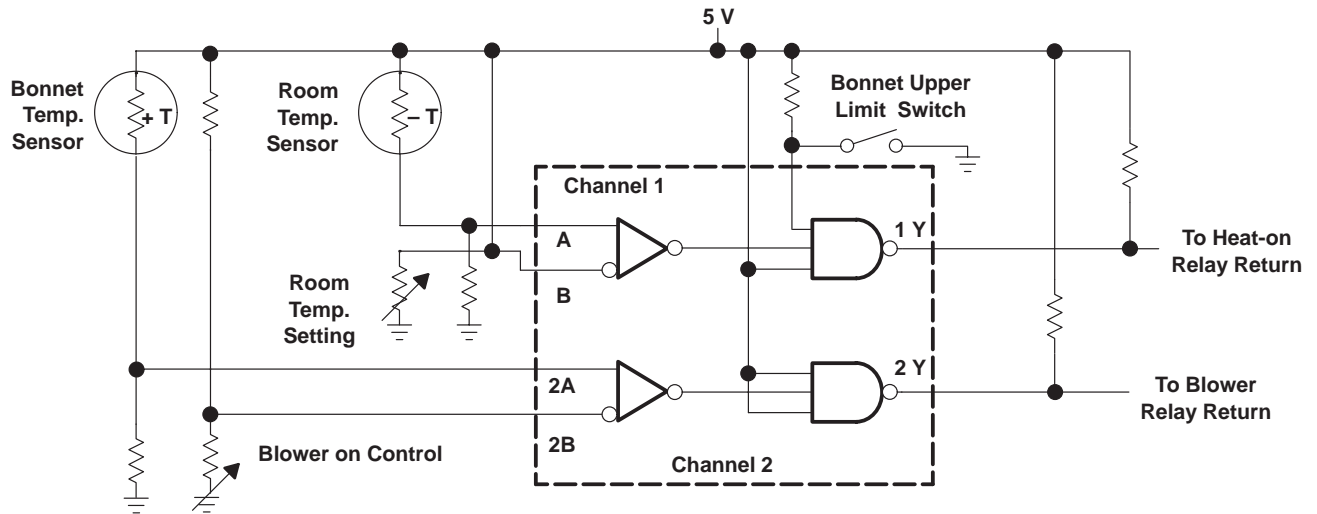 5 V
Bonnet
Temp.
Sensor
+ T
Room
Temp.
Sensor
– T
Bonnet Upper
Limit Switch
Channel 1
A
B
1 Y
To Heat-on
Relay Return
Room
Temp.
Setting
2A
2B
2 Y
To Blower
Relay Return
Blower on Control
Channel 2